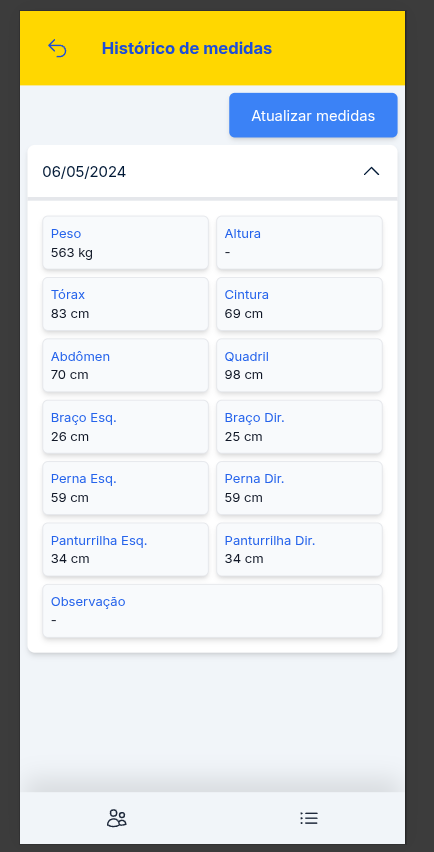 Histórico de medidas
Atualizar medidas
06/05/2024
Peso
563 kg
Altura
-
Tórax
83 cm
Cintura
69 cm
Abdômen
70 cm
Quadril
98 cm
Braço Esq.
26 cm
Braço Dir.
25 cm
Perna Esq.
59 cm
Perna Dir.
59 cm
Panturrilha Esq.
34 cm
Panturrilha Dir.
34 cm
Observação
-